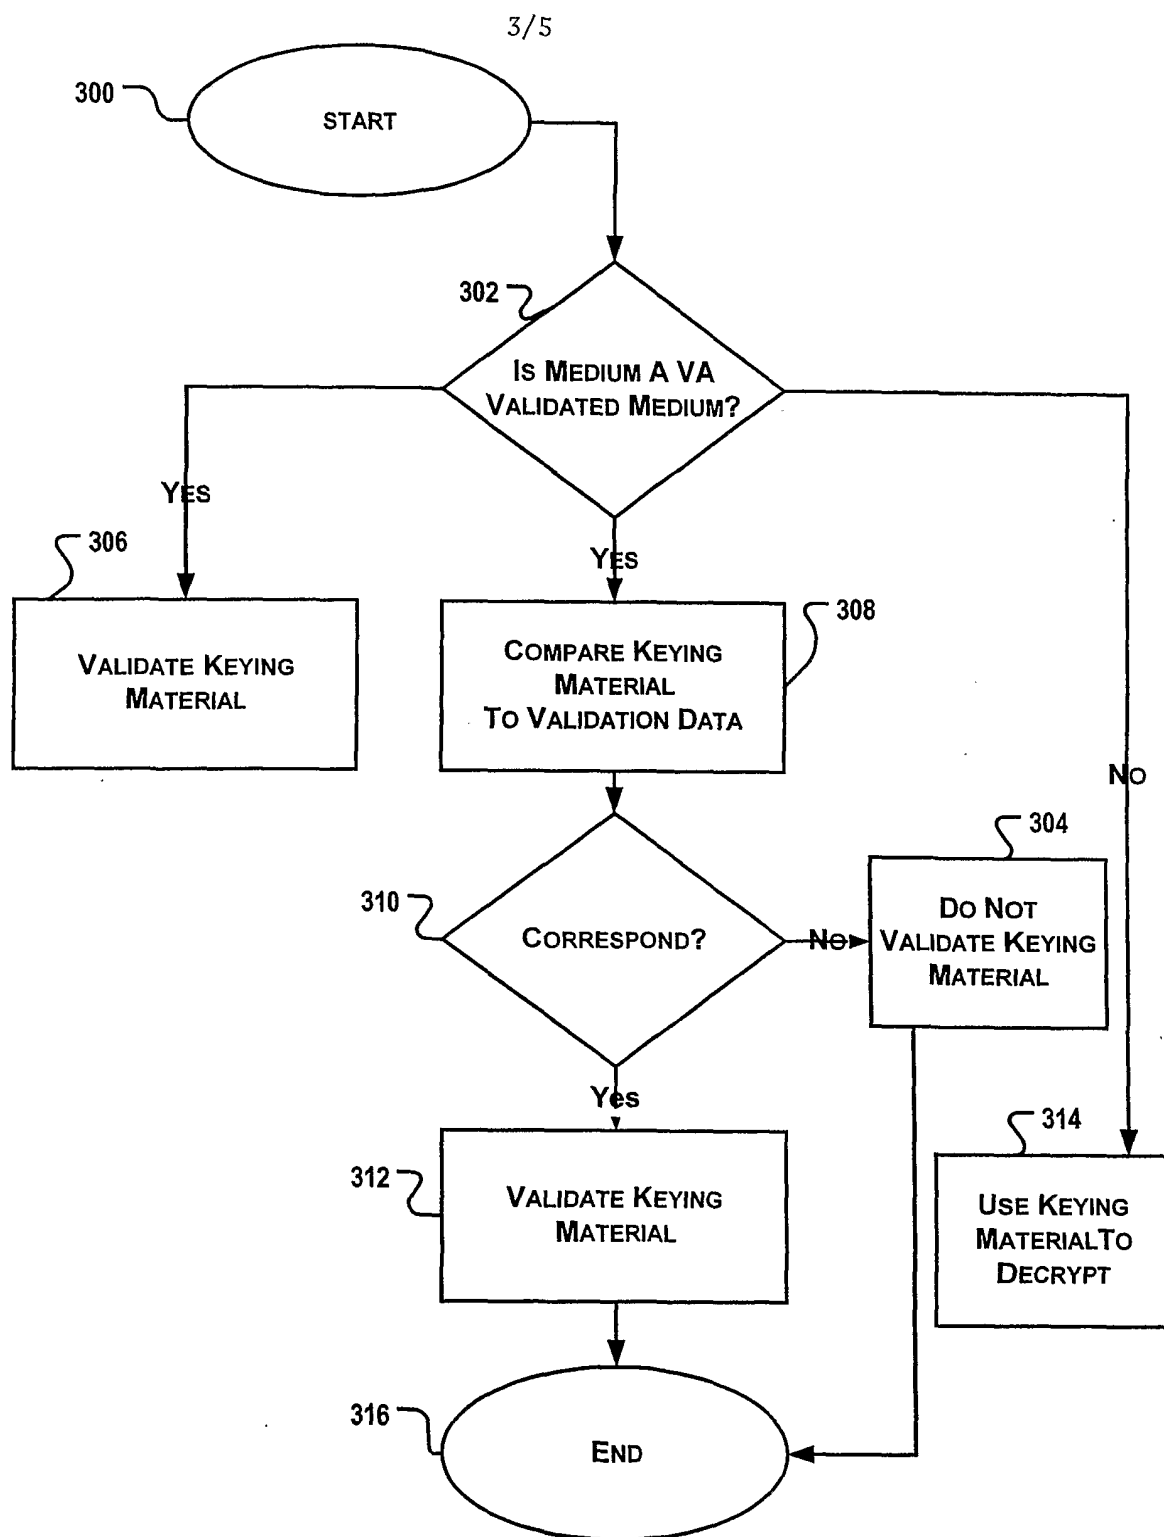 3/5
300
START
302
IS MEDIUM A VA
VALIDATED MEDIUM?
YES
YES
306
308
VALIDATE KEYING
MATERIAL
COMPARE KEYING
MATERIAL
TO VALIDATION DATA
NO
304
310
CORRESPOND?
NO
DO NOT
VALIDATE KEYING
MATERIAL
Yes
314
312
VALIDATE KEYING
MATERIAL
USE KEYING
MATERIALTO
DECRYPT
316
END